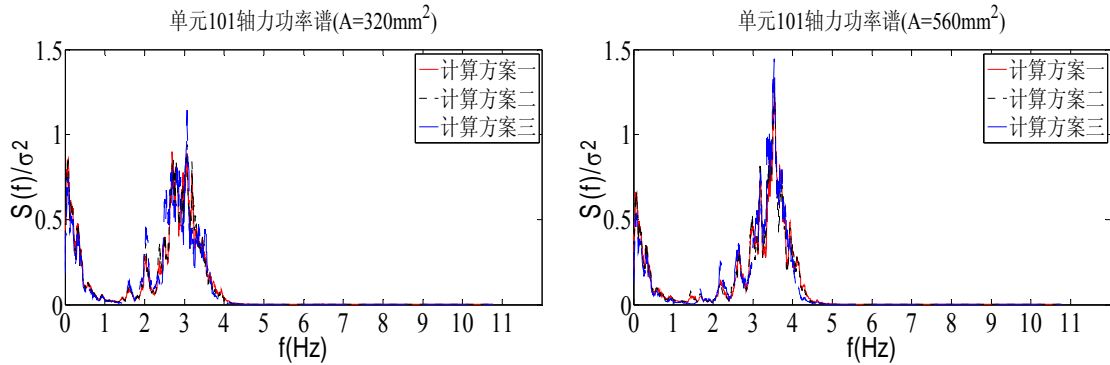 单元101轴力功率谱(A=320mm²)
S(f)/σ²
1.5
1
0.5
0
计算方案一
计算方案二
计算方案三
0 1 2 3 4 5 6 7 8 9 10 11
f(Hz)
单元101轴力功率谱(A=560mm²)
S(f)/σ²
1.5
1
0.5
0
计算方案一
计算方案二
计算方案三
0 1 2 3 4 5 6 7 8 9 10 11
f(Hz)